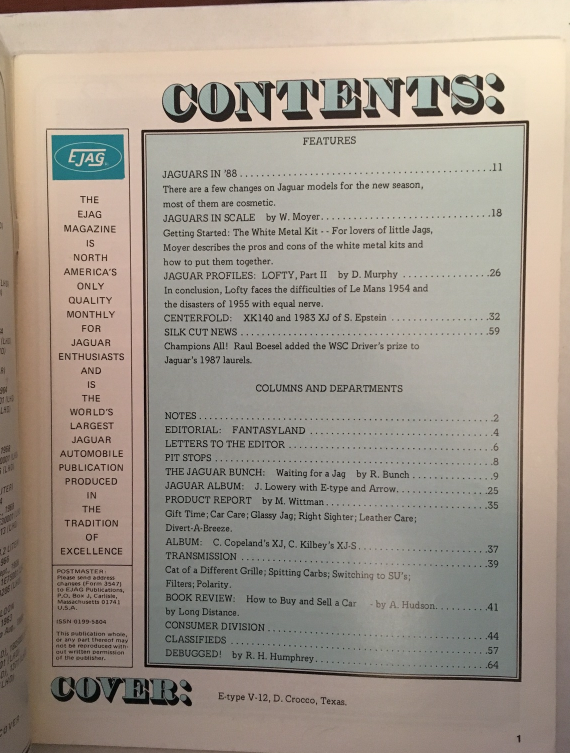 CONTENTS:
EJAG
THE
EJAG
MAGAZINE
IS
NORTH
AMERICA'S
ONLY
QUALITY
MONTHLY
FOR
JAGUAR
ENTHUSIASTS
AND
IS
THE
WORLD'S
LARGEST
JAGUAR
AUTOMOBILE
PUBLICATION
PRODUCED
IN
THE
TRADITION
OF
EXCELLENCE
POSTMASTER:
Please send address
changes (Form 3547)
to EJAG Publications,
P.O. Box J, Carlisle,
Massachusetts 01741
U.S.A.
ISSN 0199-5804
This publication whole,
or any part thereof may
not be reproduced with-
out written permission
of the publisher.
FEATURES
JAGUARS IN '88 ..........11
There are a few changes on Jaguar models for the new season,
most of them are cosmetic.
JAGUARS IN SCALE by W. Moyer..........18
Getting Started: The White Metal Kit -- For lovers of little Jags,
Moyer describes the pros and cons of the white metal kits and
how to put them together.
JAGUAR PROFILES: LOFTY, Part II by D. Murphy ..........26
In conclusion, Lofty faces the difficulties of Le Mans 1954 and
the disasters of 1955 with equal nerve.
CENTERFOLD: XK140 and 1983 XJ of S. Epstein ..........32
SILK CUT NEWS ..........59
Champions All! Raul Boesel added the WSC Driver's prize to
Jaguar's 1987 laurels.
COLUMNS AND DEPARTMENTS
NOTES ..........2
EDITORIAL: FANTASYLAND ..........4
LETTERS TO THE EDITOR ..........6
PIT STOPS ..........8
THE JAGUAR BUNCH: Waiting for a Jag by R. Bunch ..........9
JAGUAR ALBUM: J. Lowery with E-type and Arrow..........25
PRODUCT REPORT by M. Wittman ..........35
Gift Time; Car Care; Glassy Jag; Right Sighter; Leather Care;
Divert-A-Breeze.
ALBUM: C. Copeland's XJ, C. Kilbey's XJ-S ..........37
TRANSMISSION ..........39
Cat of a Different Grille; Spitting Carbs; Switching to SU's;
Filters; Polarity.
BOOK REVIEW: How to Buy and Sell a Car - by A. Hudson..........41
by Long Distance.
CONSUMER DIVISION ..........44
CLASSIFIEDS ..........57
DEBUGGED! by R. H. Humphrey ..........64
COVER:
E-type V-12, D. Crocco, Texas.
1